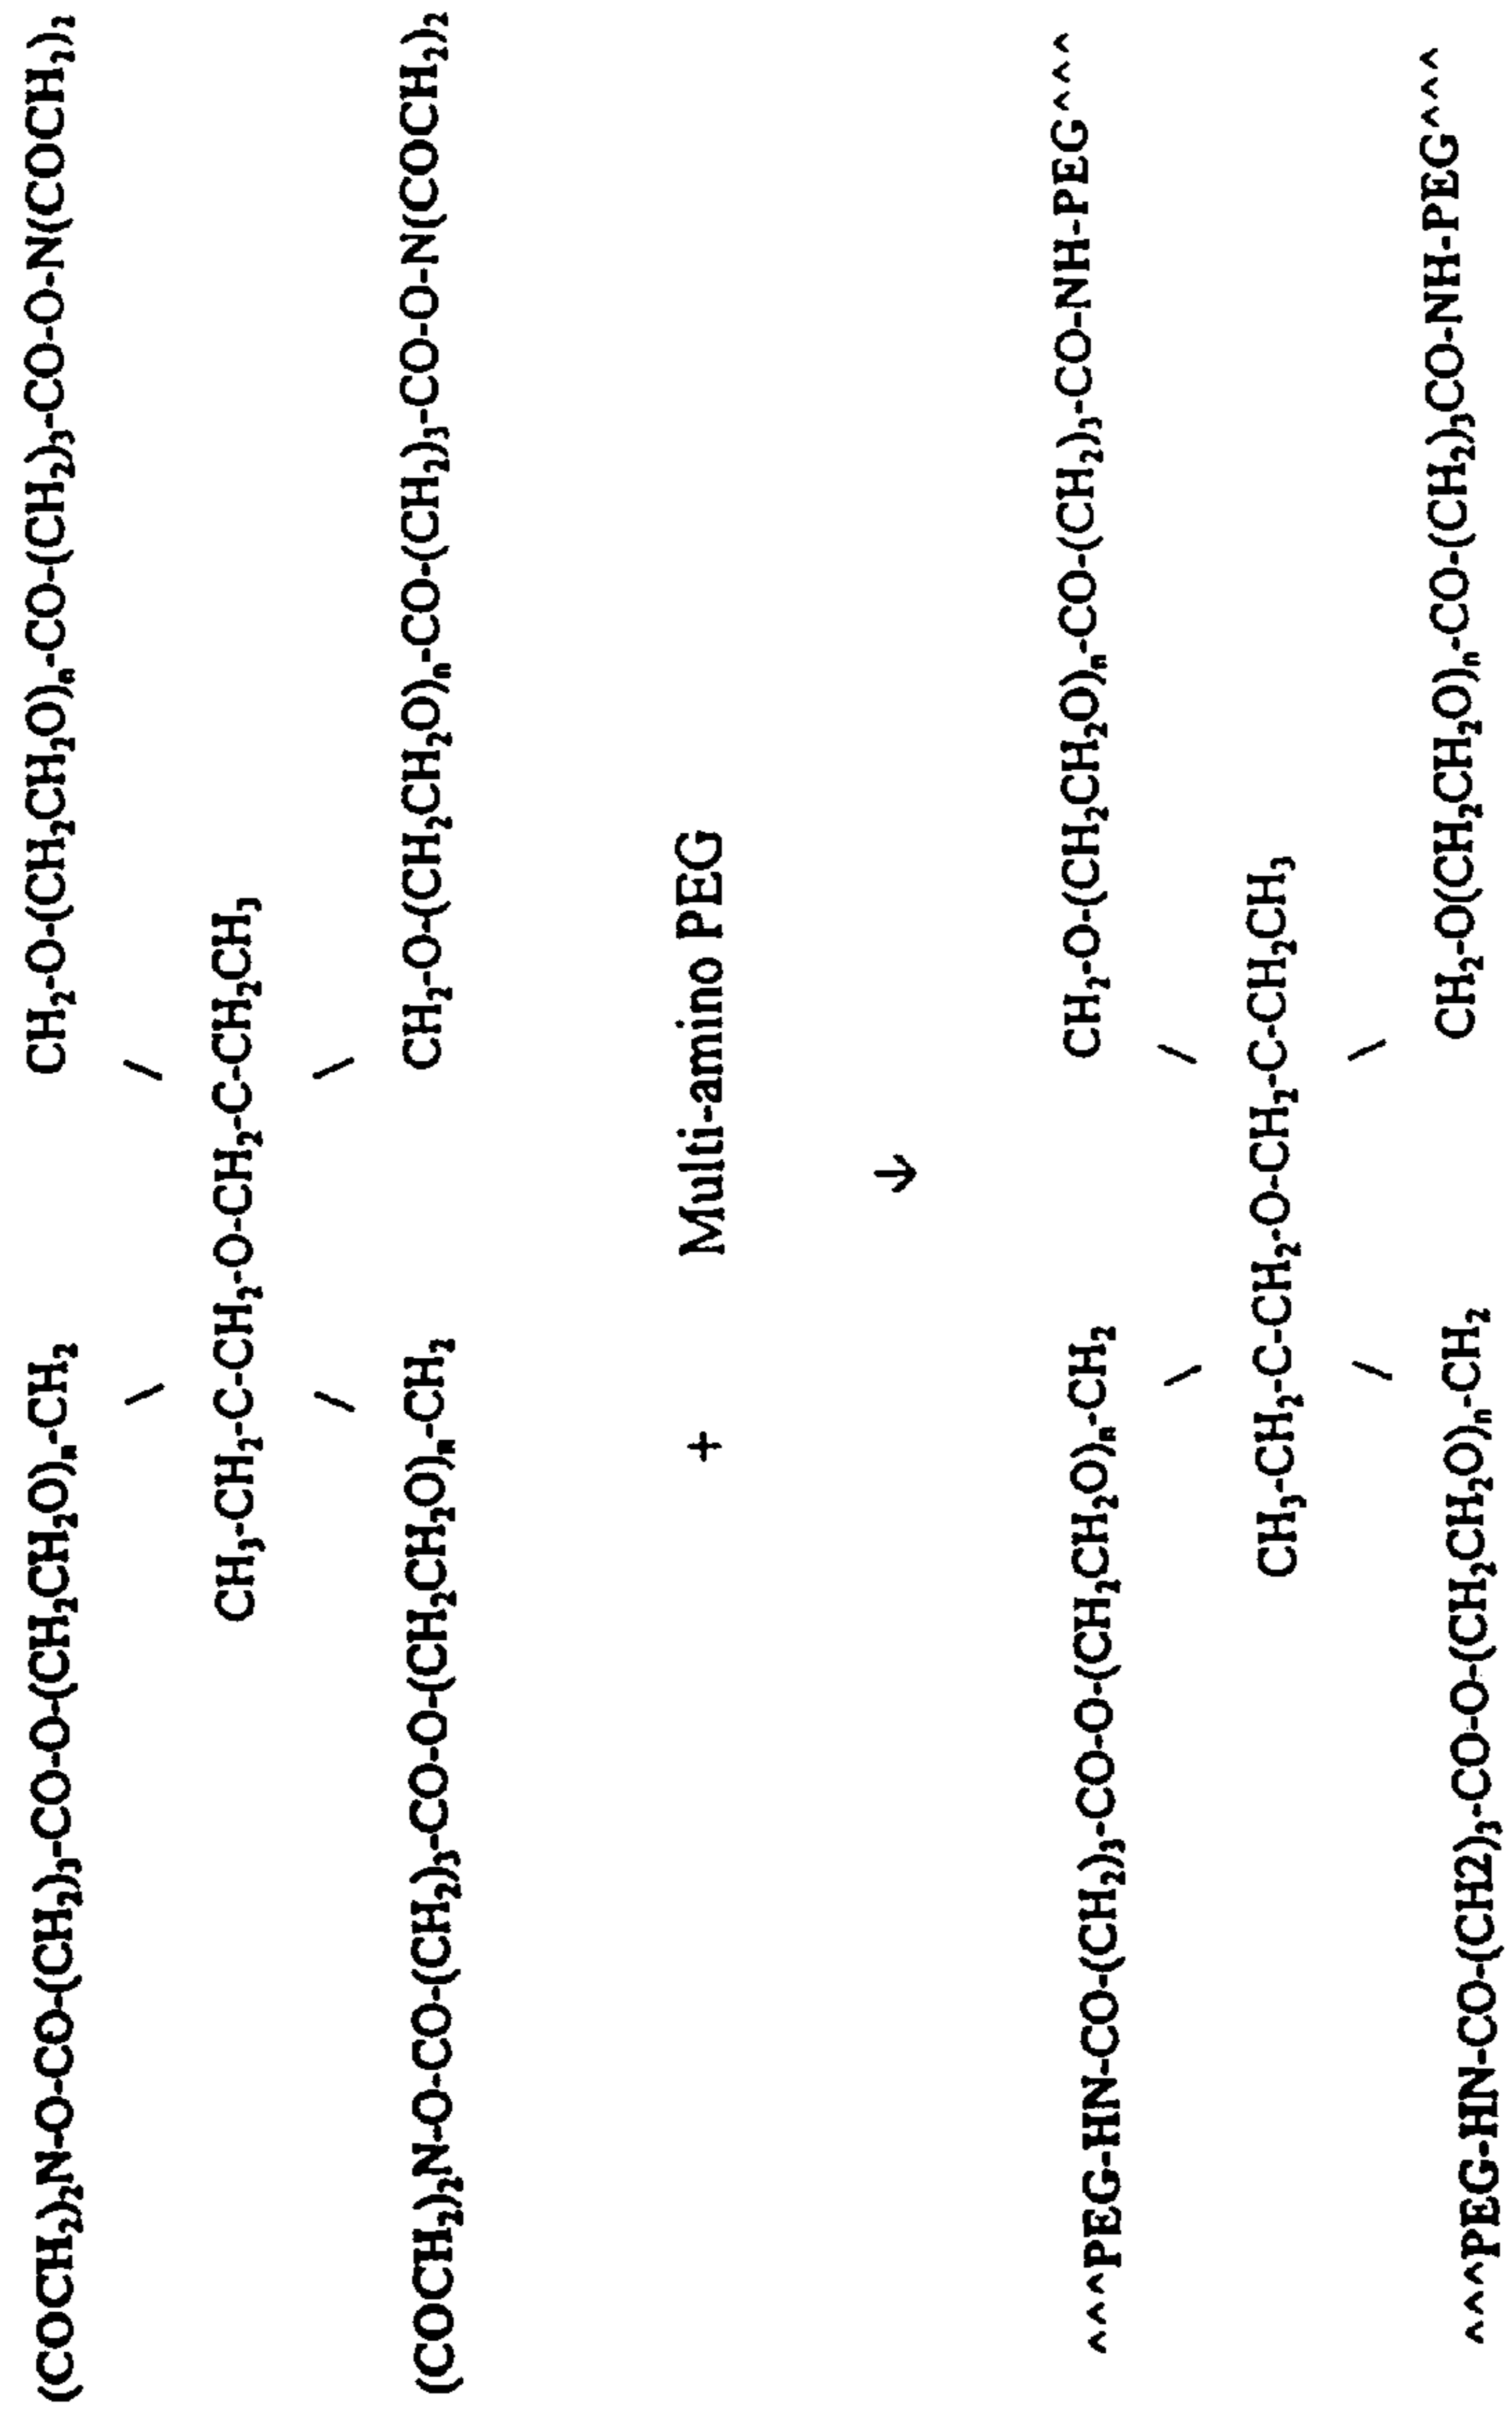 (COCH₂)₂N-O-CO-(CH₂)₃-CO-O-(CH₂CH₂O)ₙ-CH₂ CH₂-O-(CH₂CH₂O)ₙ-CO-(CH₂)₃-CO-O-N(COCH₂)₂
\ /
CH₃-CH₂-C-CH₂-O-CH₂-C-CH₂CH₃
/ \
(COCH₂)₂N-O-CO-(CH₂)₃-CO-O-(CH₂CH₂O)ₙ-CH₂ CH₂-O-(CH₂CH₂O)ₙ-CO-(CH₂)₃-CO-O-N(COCH₂)₂
+ Multi-amino PEG
↓
^^^PEG-HN-CO-(CH₂)₃-CO-O-(CH₂CH₂O)ₙ-CH₂ CH₂-O-(CH₂CH₂O)ₙ-CO-(CH₂)₃-CO-NH-PEG^^^
\ /
CH₃-CH₂-C-CH₂-O-CH₂-C-CH₂CH₃
/ \
^^^PEG-HN-CO-(CH2)₃-CO-O-(CH₂CH₂O)ₙ-CH₂ CH₂-O(CH₂CH₂O)ₙ-CO-(CH₂)₃CO-NH-PEG^^^